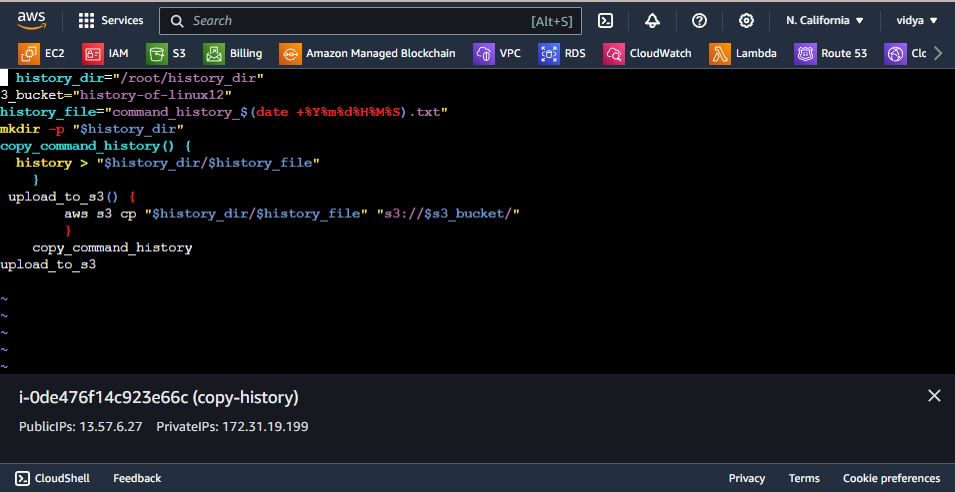 aws Services Search [Alt+S] N. California ▼ vidya ▼
EC2 IAM S3 Billing Amazon Managed Blockchain VPC RDS CloudWatch Lambda Route 53 Clo
history_dir="/root/history_dir"
3_bucket="history-of-linux12"
history_file="command_history_$(date +%Y%m%d%H%M%S).txt"
mkdir -p "$history_dir"
copy_command_history() {
  history > "$history_dir/$history_file"
    }
 upload_to_s3() {
        aws s3 cp "$history_dir/$history_file" "s3://$s3_bucket/"
        }
    copy_command_history
upload_to_s3
~
~
~
~
~
i-0de476f14c923e66c (copy-history)
PublicIPs: 13.57.6.27 PrivateIPs: 172.31.19.199
CloudShell Feedback Privacy Terms Cookie preferences